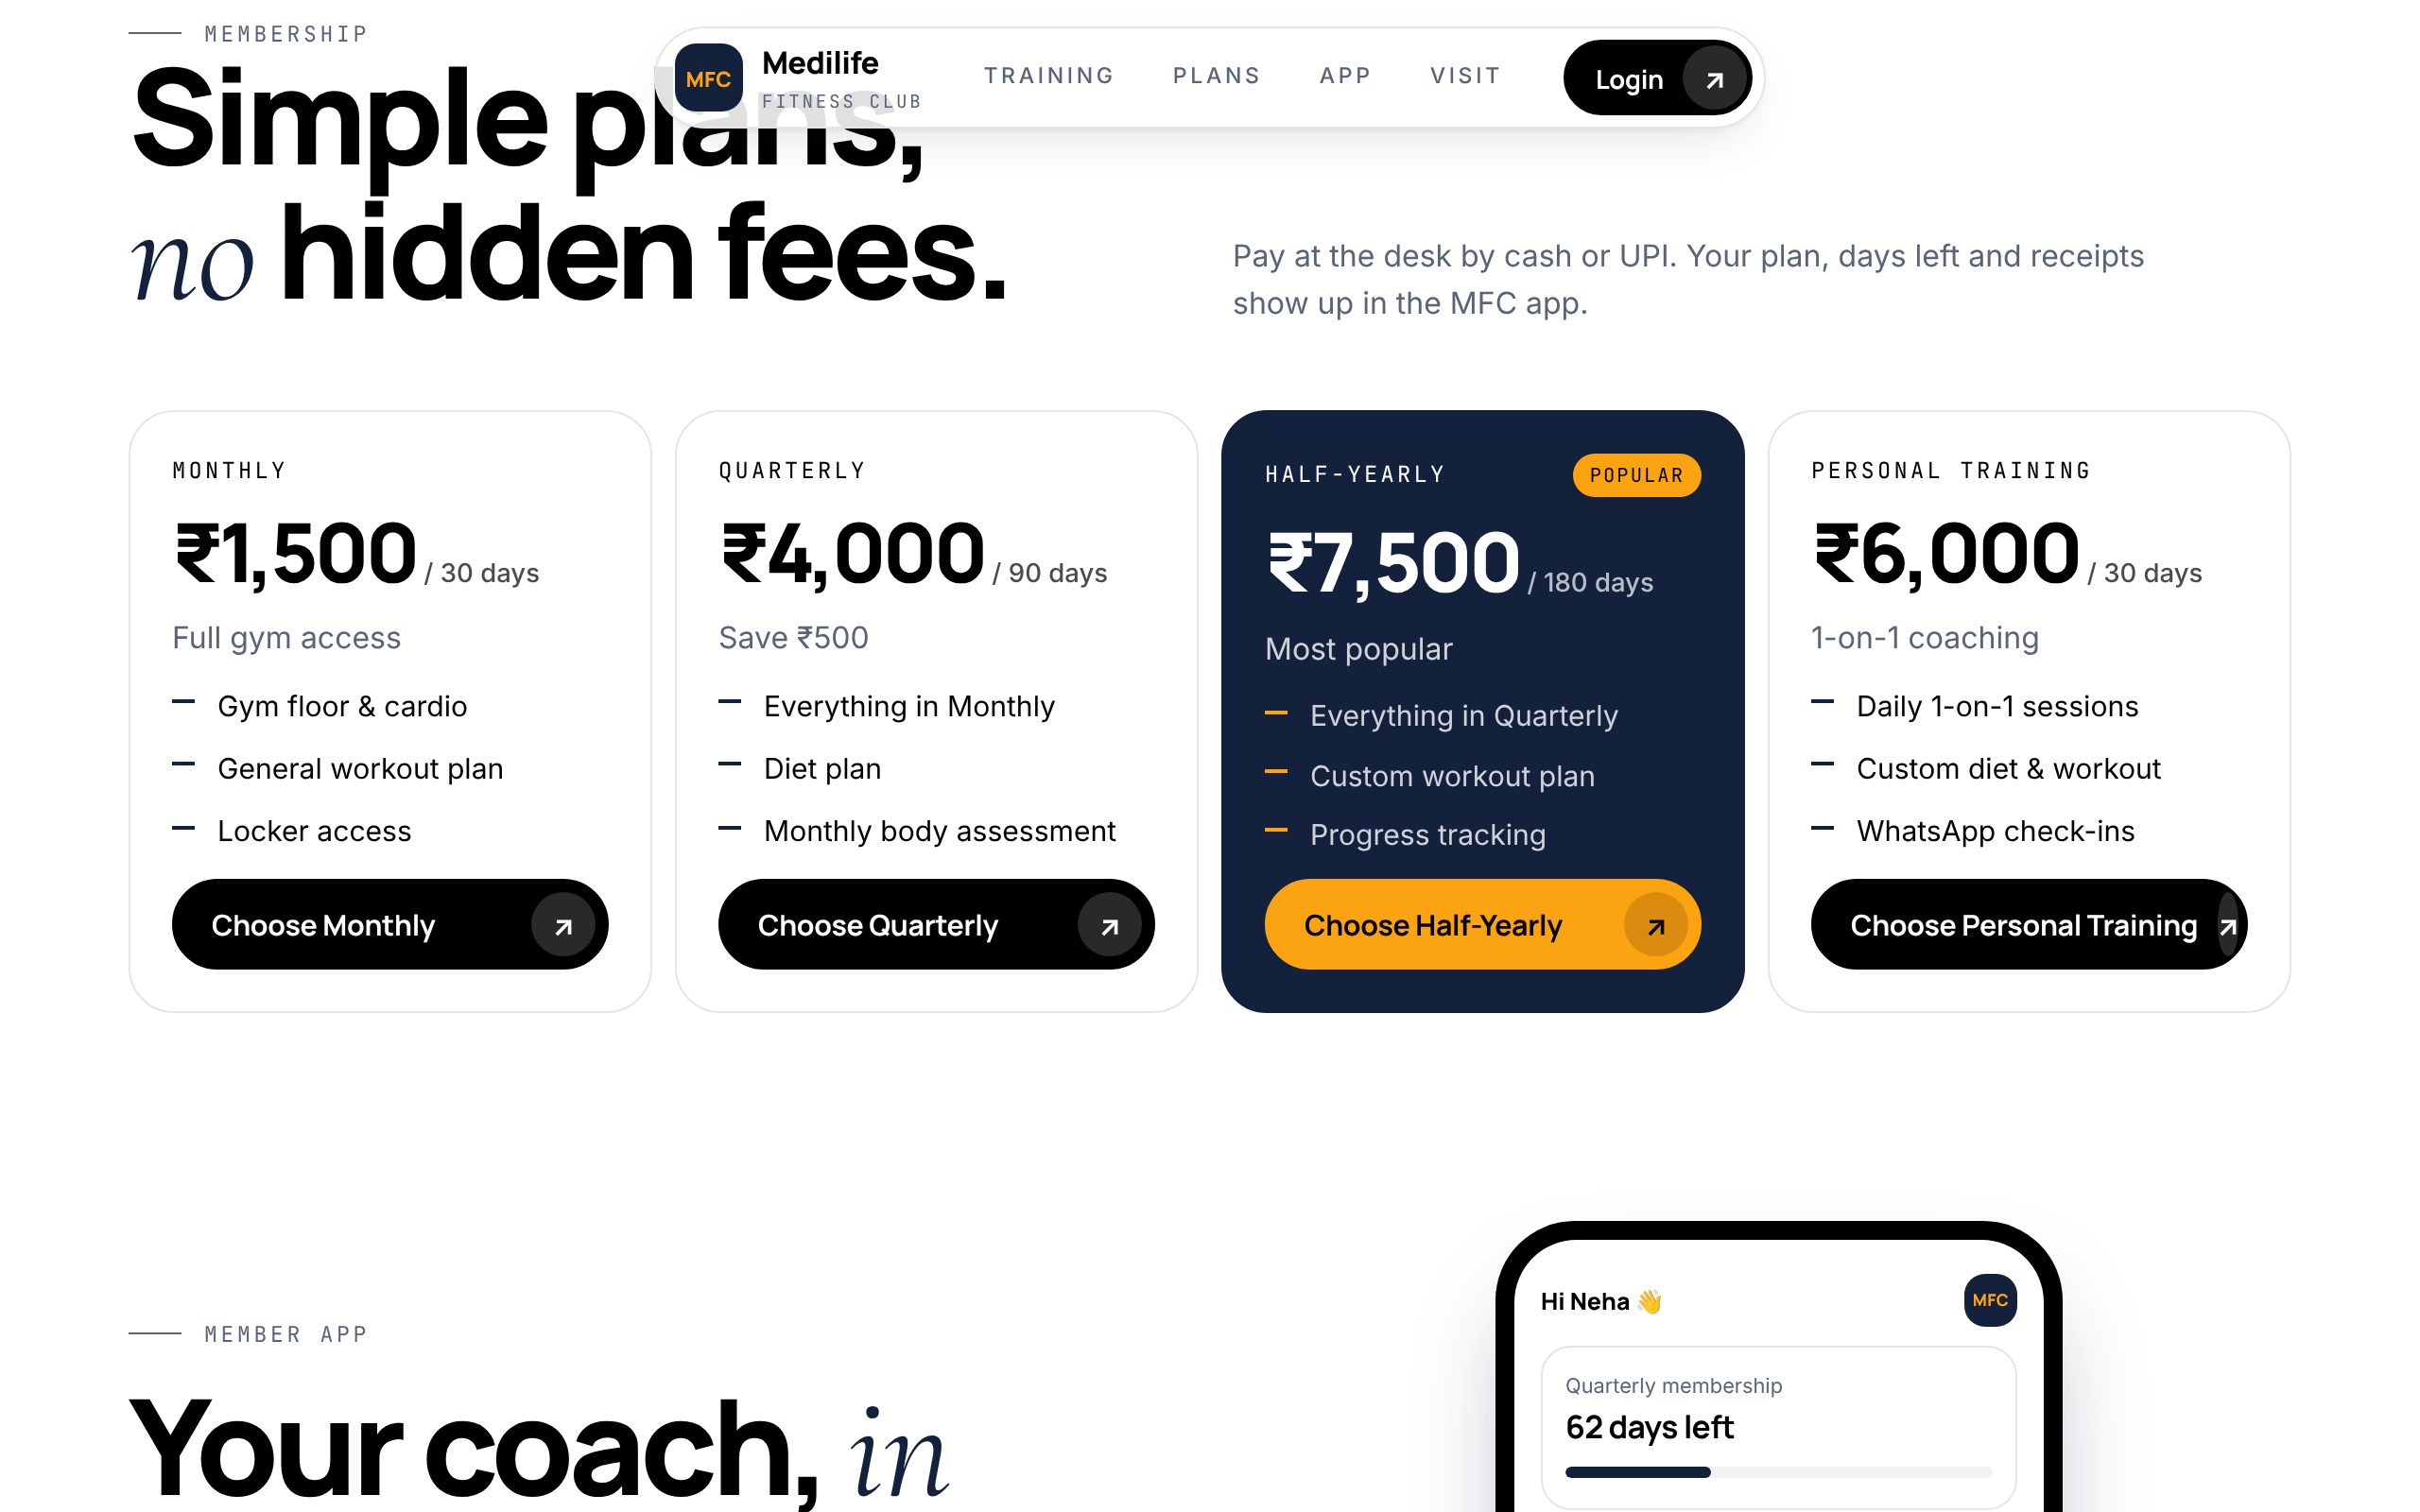 MEMBERSHIP
MFC
Medilife
FITNESS CLUB
TRAINING
PLANS
APP
VISIT
Login
Simple plans,
no hidden fees.
Pay at the desk by cash or UPI. Your plan, days left and receipts
show up in the MFC app.
MONTHLY
₹1,500 / 30 days
Full gym access
Gym floor & cardio
General workout plan
Locker access
Choose Monthly
QUARTERLY
₹4,000 / 90 days
Save ₹500
Everything in Monthly
Diet plan
Monthly body assessment
Choose Quarterly
HALF-YEARLY
POPULAR
₹7,500 / 180 days
Most popular
Everything in Quarterly
Custom workout plan
Progress tracking
Choose Half-Yearly
PERSONAL TRAINING
₹6,000 / 30 days
1-on-1 coaching
Daily 1-on-1 sessions
Custom diet & workout
WhatsApp check-ins
Choose Personal Training
MEMBER APP
Your coach, in
Hi Neha 👋
MFC
Quarterly membership
62 days left